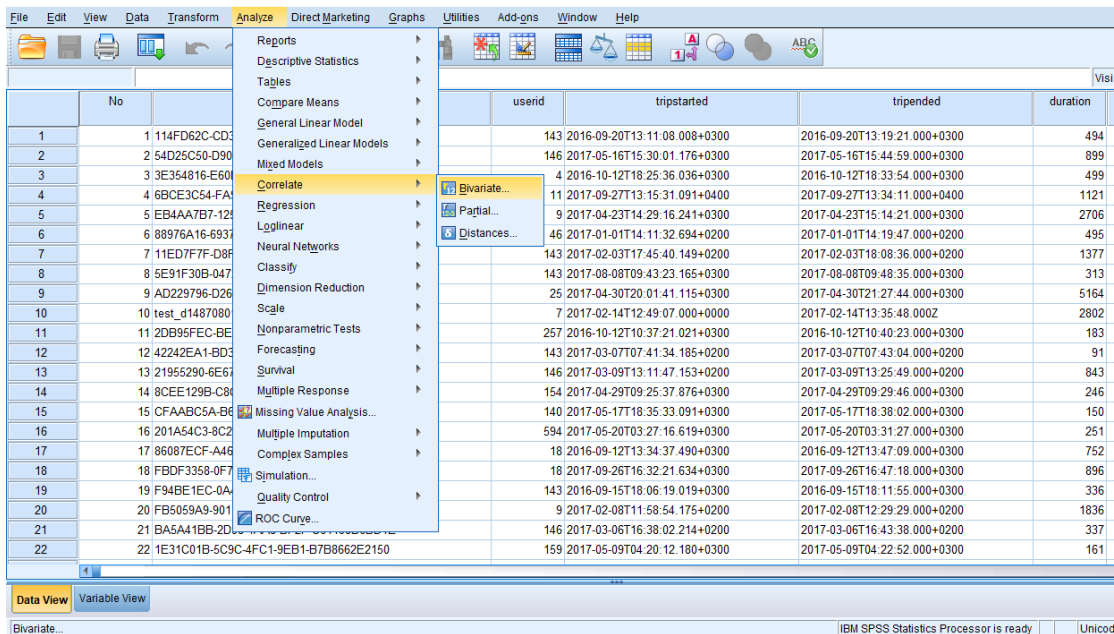 File Edit View Data Transform Analyze Direct Marketing Graphs Utilities Add-ons Window Help
Reports
Descriptive Statistics
Tables
Compare Means
General Linear Model
Generalized Linear Models
Mixed Models
Correlate
Regression
Loglinear
Neural Networks
Classify
Dimension Reduction
Scale
Nonparametric Tests
Forecasting
Survival
Multiple Response
Missing Value Analysis...
Multiple Imputation
Complex Samples
Simulation...
Quality Control
ROC Curve...
Bivariate...
Partial...
Distances...
A
1 4
ABC
Visi
No userid tripstarted tripended duration
1 1 114FD62C-CD3 143 2016-09-20T13:11:08.008+0300 2016-09-20T13:19:21.000+0300 494
2 2 54D25C50-D90 146 2017-05-16T15:30:01.176+0300 2017-05-16T15:44:59.000+0300 899
3 3 3E354816-E60 4 2016-10-12T18:25:36.036+0300 2016-10-12T18:33:54.000+0300 499
4 4 6BCE3C54-FA 11 2017-09-27T13:15:31.091+0400 2017-09-27T13:34:11.000+0400 1121
5 5 EB4AA7B7-125 9 2017-04-23T14:29:16.241+0300 2017-04-23T15:14:21.000+0300 2706
6 6 88976A16-6937 46 2017-01-01T14:11:32.694+0200 2017-01-01T14:19:47.000+0200 495
7 7 11ED7F7F-D8F 143 2017-02-03T17:45:40.149+0200 2017-02-03T18:08:36.000+0200 1377
8 8 5E91F30B-047 143 2017-08-08T09:43:23.165+0300 2017-08-08T09:48:35.000+0300 313
9 9 AD229796-D26 25 2017-04-30T20:01:41.115+0300 2017-04-30T21:27:44.000+0300 5164
10 10 test_d1487080 7 2017-02-14T12:49:07.000+0000 2017-02-14T13:35:48.000Z 2802
11 11 2DB95FEC-BE 257 2016-10-12T10:37:21.021+0300 2016-10-12T10:40:23.000+0300 183
12 12 42242EA1-BD3 143 2017-03-07T07:41:34.185+0200 2017-03-07T07:43:04.000+0200 91
13 13 21955290-6E67 146 2017-03-09T13:11:47.153+0200 2017-03-09T13:25:49.000+0200 843
14 14 8CEE129B-C8 154 2017-04-29T09:25:37.876+0300 2017-04-29T09:29:46.000+0300 246
15 15 CFAABC5A-B6 140 2017-05-17T18:35:33.091+0300 2017-05-17T18:38:02.000+0300 150
16 16 201A54C3-8C2 594 2017-05-20T03:27:16.619+0300 2017-05-20T03:31:27.000+0300 251
17 17 86087ECF-A46 18 2016-09-12T13:34:37.490+0300 2016-09-12T13:47:09.000+0300 752
18 18 FBDF3358-0F7 18 2017-09-26T16:32:21.634+0300 2017-09-26T16:47:18.000+0300 896
19 19 F94BE1EC-0A 143 2016-09-15T18:06:19.019+0300 2016-09-15T18:11:55.000+0300 336
20 20 FB5059A9-901 9 2017-02-08T11:58:54.175+0200 2017-02-08T12:29:29.000+0200 1836
21 21 BA5A41BB-2D 146 2017-03-06T16:38:02.214+0200 2017-03-06T16:43:38.000+0200 337
22 22 1E31C01B-5C9C-4FC1-9EB1-B7B8662E2150 159 2017-05-09T04:20:12.180+0300 2017-05-09T04:22:52.000+0300 161
Data View Variable View
Bivariate... IBM SPSS Statistics Processor is ready Unicod